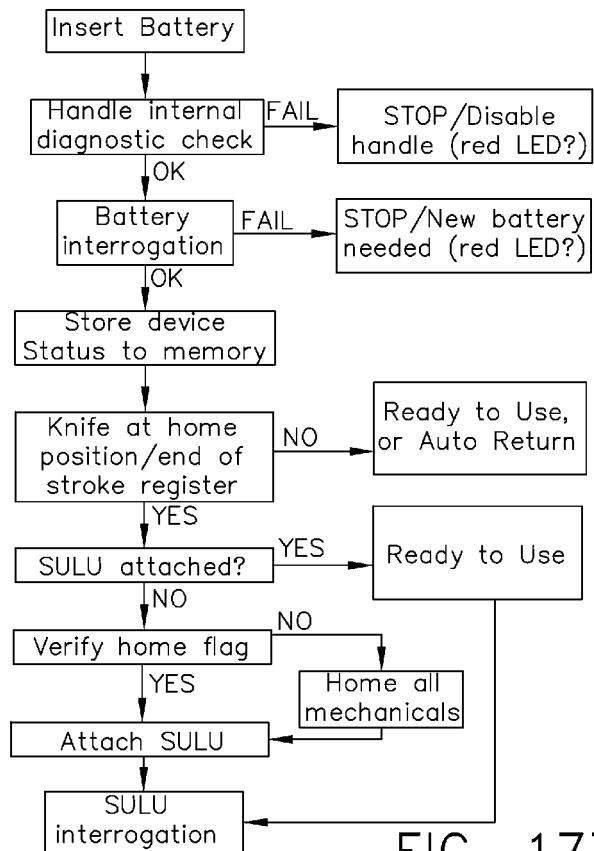 Insert Battery
Handle internal
diagnostic check
FAIL
STOP/Disable
handle (red LED?)
OK
Battery
interrogation
FAIL
STOP/New battery
needed (red LED?)
OK
Store device
Status to memory
Knife at home
position/end of
stroke register
NO
Ready to Use,
or Auto Return
YES
SULU attached?
YES
Ready to Use
NO
Verify home flag
NO
Home all
mechanicals
YES
Attach SULU
SULU
interrogation
FIG. 17